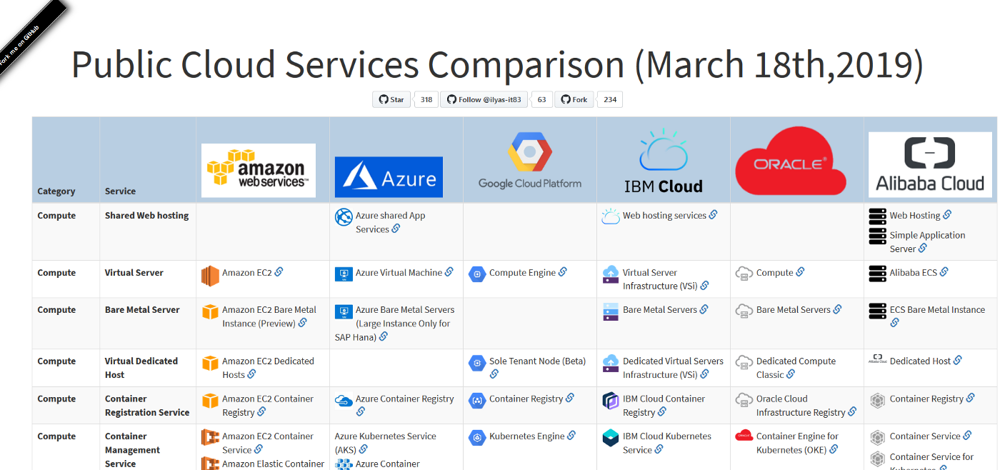 Fork me on GitHub
Public Cloud Services Comparison (March 18th,2019)
Star 318 Follow @ilyas-it83 63 Fork 234
Category Service amazon web services™ Azure Google Cloud Platform IBM Cloud ORACLE® Alibaba Cloud
Compute Shared Web hosting Azure shared App Web hosting services Web Hosting
Services Simple Application
Server
Compute Virtual Server Amazon EC2 Azure Virtual Machine Compute Engine Virtual Server Compute Alibaba ECS
Infrastructure (VSi)
Compute Bare Metal Server Amazon EC2 Bare Metal Azure Bare Metal Servers Bare Metal Servers Bare Metal Servers ECS Bare Metal Instance
Instance (Preview) (Large Instance Only for
SAP Hana)
Compute Virtual Dedicated Amazon EC2 Dedicated Sole Tenant Node (Beta) Dedicated Virtual Servers Dedicated Compute Alibaba Cloud Dedicated Host
Host Hosts Infrastructure (VSi) Classic
Compute Container Amazon EC2 Container Azure Container Registry Container Registry IBM Cloud Container Oracle Cloud Container Registry
Registration Service Registry Registry Infrastructure Registry
Compute Container Amazon EC2 Container Azure Kubernetes Service Kubernetes Engine IBM Cloud Kubernetes ORACLE Container Engine for Container Service
Management Service (AKS) Service Kubernetes (OKE) Container Service for
Service Amazon Elastic Container Azure Container Kubernetes